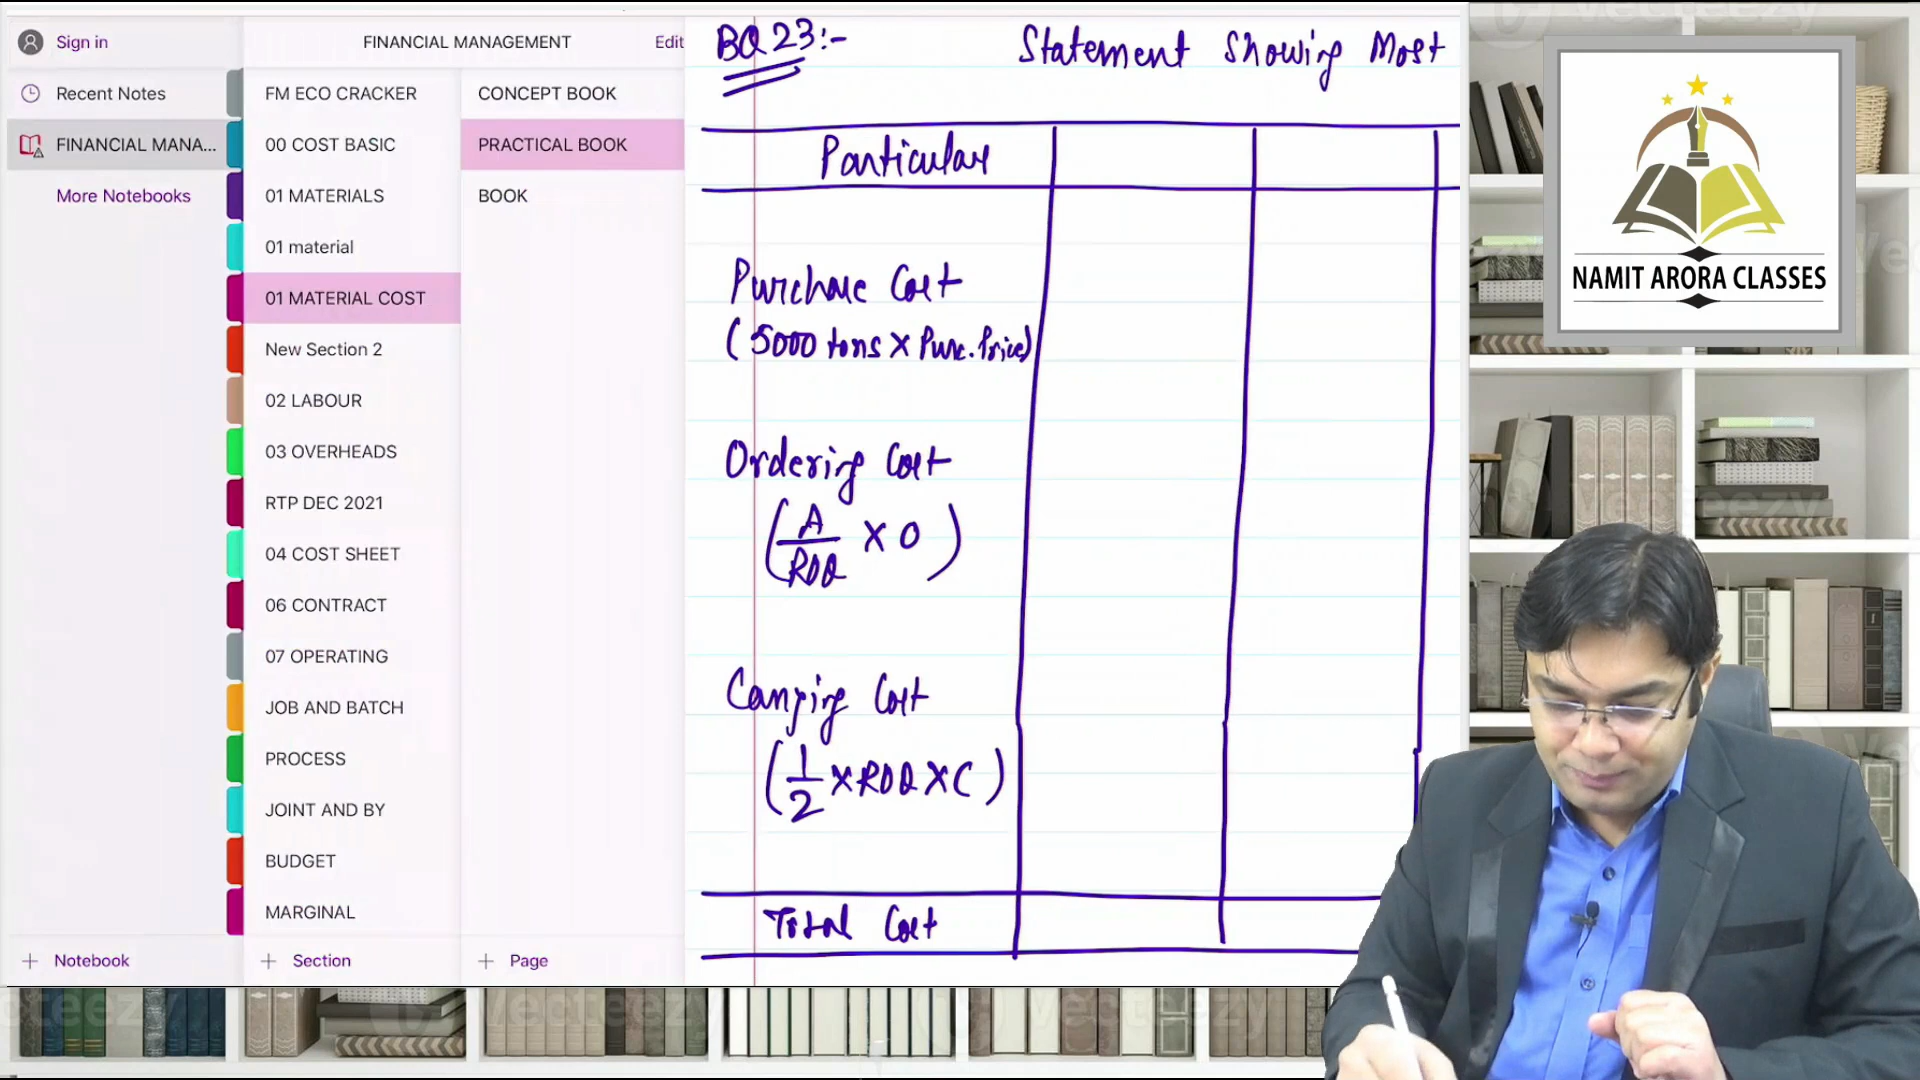 Sign in
Recent Notes
FINANCIAL MANA...
More Notebooks
+ Notebook
FINANCIAL MANAGEMENT
FM ECO CRACKER
00 COST BASIC
01 MATERIALS
01 material
01 MATERIAL COST
New Section 2
02 LABOUR
03 OVERHEADS
RTP DEC 2021
04 COST SHEET
06 CONTRACT
07 OPERATING
JOB AND BATCH
PROCESS
JOINT AND BY
BUDGET
MARGINAL
+ Section
Edit
CONCEPT BOOK
PRACTICAL BOOK
BOOK
+ Page
BQ 23:-
Statement Showing Most
Particular
Purchase Cost
(5000 tons X Purc. Price)
Ordering Cost
(A/ROQ X O)
Carrying Cost
(1/2 X ROQ X C)
Total Cost
NAMIT ARORA CLASSES
vecteezy